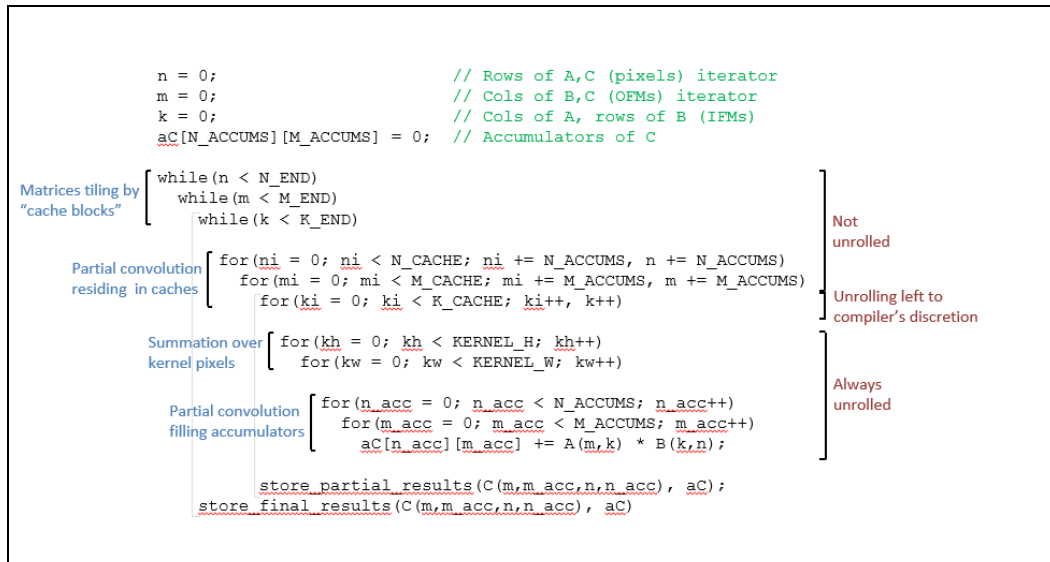 n = 0; // Rows of A,C (pixels) iterator
m = 0; // Cols of B,C (OFMs) iterator
k = 0; // Cols of A, rows of B (IFMs)
aC[N_ACCUMS][M_ACCUMS] = 0; // Accumulators of C
Matrices tiling by
"cache blocks"
while(n < N_END)
while(m < M_END)
while(k < K_END)
Not
unrolled
Partial convolution
residing in caches
for(ni = 0; ni < N_CACHE; ni += N_ACCUMS, n += N_ACCUMS)
for(mi = 0; mi < M_CACHE; mi += M_ACCUMS, m += M_ACCUMS)
for(ki = 0; ki < K_CACHE; ki++, k++)
Unrolling left to
compiler's discretion
Summation over
kernel pixels
for(kh = 0; kh < KERNEL_H; kh++)
for(kw = 0; kw < KERNEL_W; kw++)
Always
unrolled
Partial convolution
filling accumulators
for(n_acc = 0; n_acc < N_ACCUMS; n_acc++)
for(m_acc = 0; m_acc < M_ACCUMS; m_acc++)
aC[n_acc][m_acc] += A(m,k) * B(k,n);
store_partial_results(C(m,m_acc,n,n_acc), aC);
store_final_results(C(m,m_acc,n,n_acc), aC)